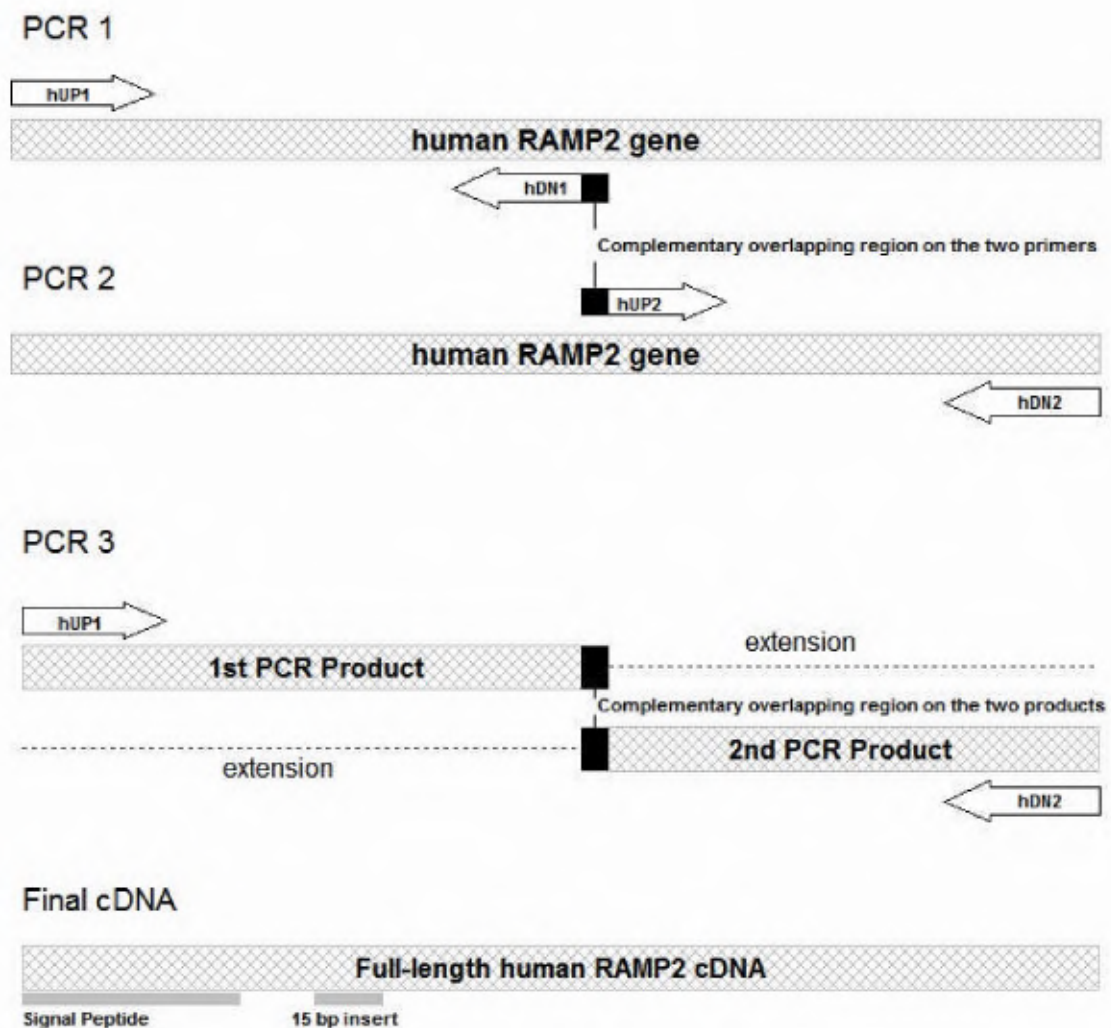 PCR 1
hUP1
human RAMP2 gene
hDN1
Complementary overlapping region on the two primers
PCR 2
hUP2
human RAMP2 gene
hDN2
PCR 3
hUP1
extension
1st PCR Product
Complementary overlapping region on the two products
2nd PCR Product
extension
hDN2
Final cDNA
Full-length human RAMP2 cDNA
Signal Peptide
15 bp insert